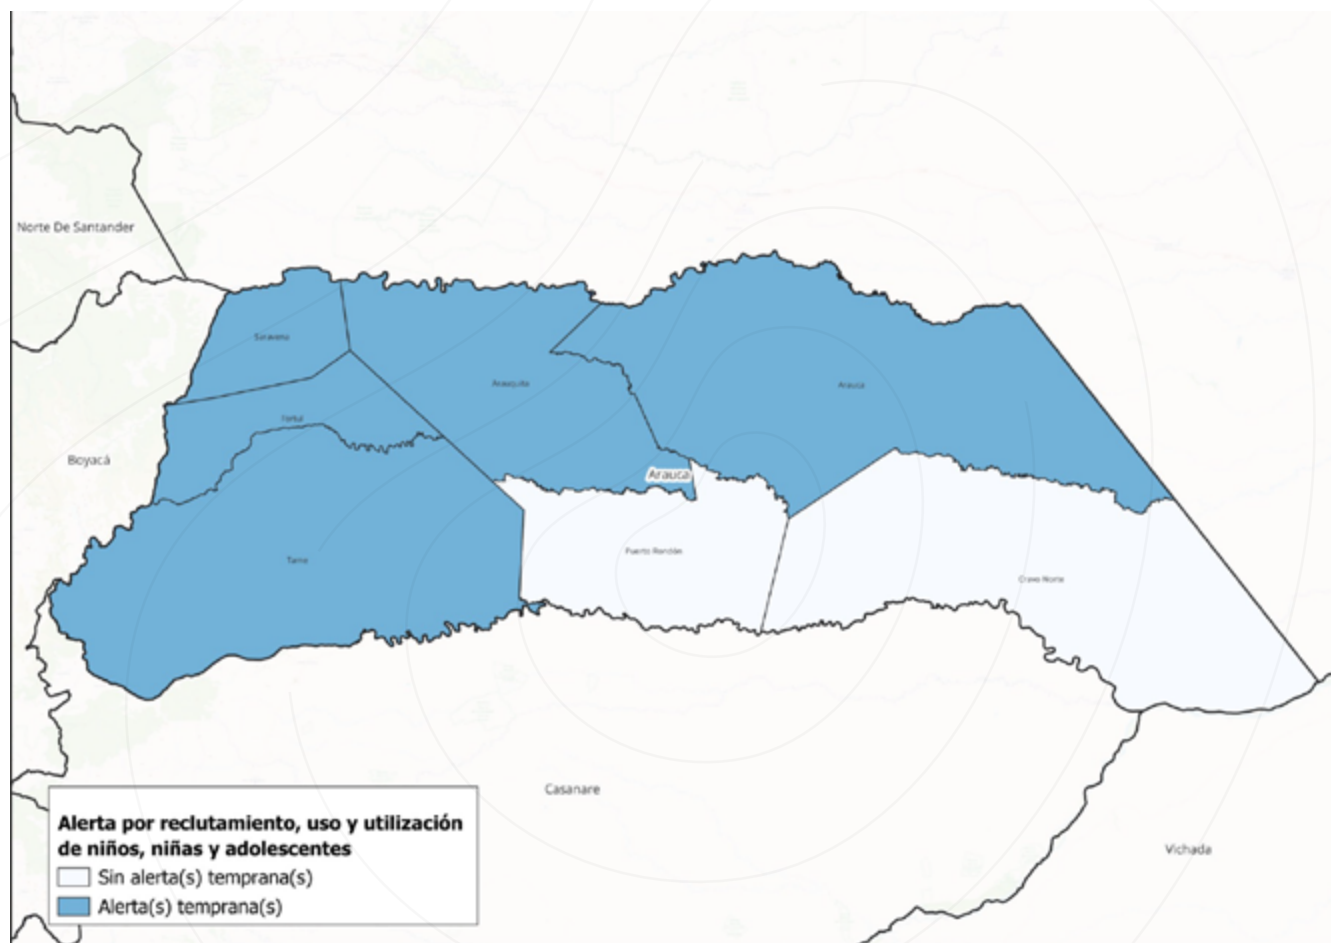 Norte De Santander
Saravena
Arauquita
Arauca
Fortul
Boyacá
Arauca
Puerto Rondón
Tame
Cravo Norte
Casanare
Vichada
Alerta por reclutamiento, uso y utilización
de niños, niñas y adolescentes
Sin alerta(s) temprana(s)
Alerta(s) temprana(s)